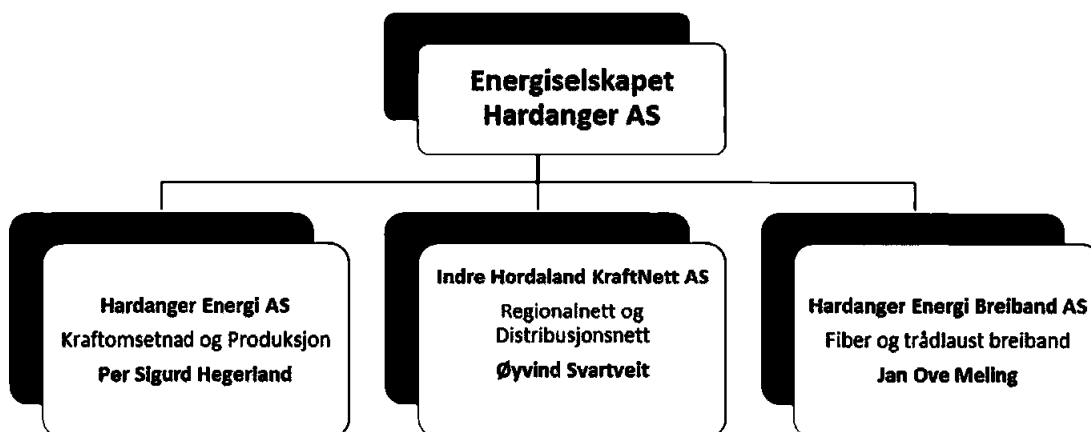 Energiselskapet
Hardanger AS
Hardanger Energi AS
Kraftomsetnad og Produksjon
Per Sigurd Hegerland
Indre Hordaland KraftNett AS
Regionalnett og
Distribusjonsnett
Øyvind Svartveit
Hardanger Energi Breiband AS
Fiber og trådlaust breiband
Jan Ove Meling